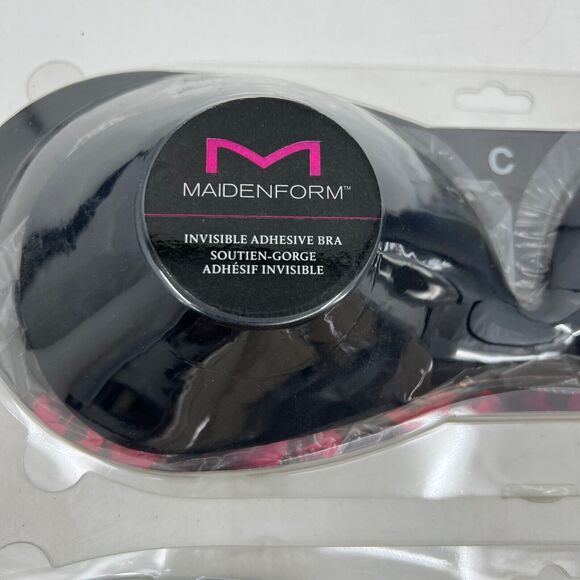 M
MAIDENFORM™
INVISIBLE ADHESIVE BRA
SOUTIEN-GORGE
ADHÉSIF INVISIBLE
C